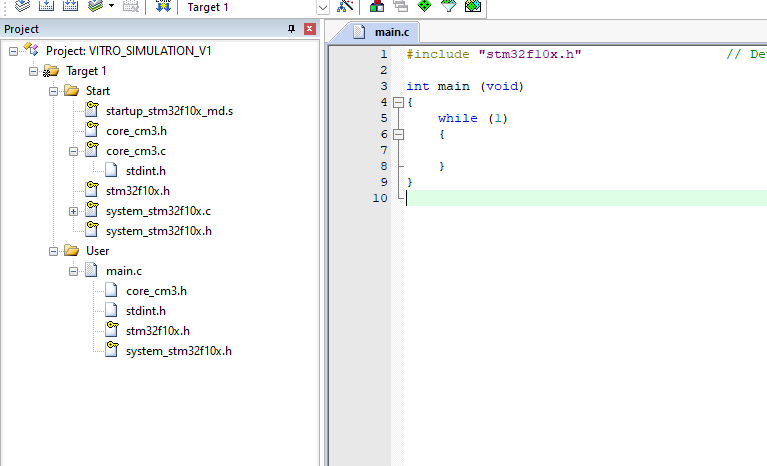 Target 1
Project
Project: VITRO_SIMULATION_V1
Target 1
Start
startup_stm32f10x_md.s
core_cm3.h
core_cm3.c
stdint.h
stm32f10x.h
system_stm32f10x.c
system_stm32f10x.h
User
main.c
core_cm3.h
stdint.h
stm32f10x.h
system_stm32f10x.h
main.c
1 #include "stm32f10x.h" // De
2
3 int main (void)
4 {
5 while (1)
6 {
7
8 }
9 }
10